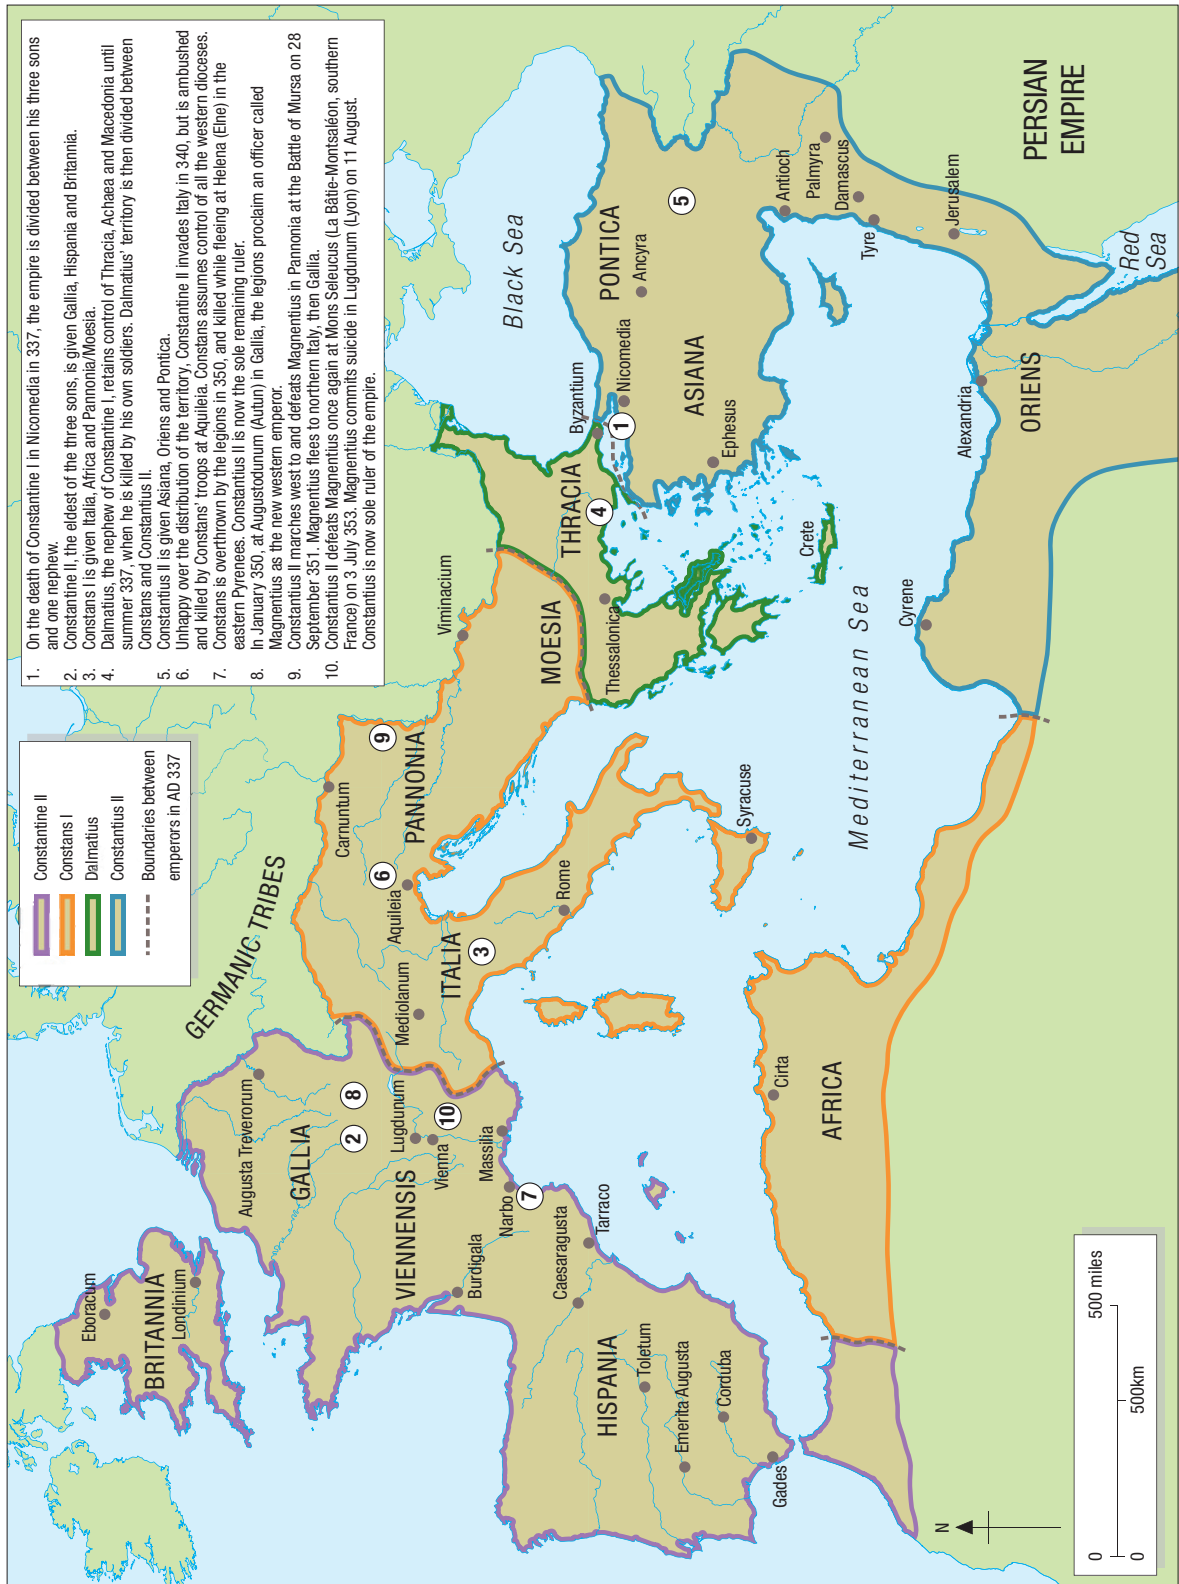 1. On the death of Constantine I in Nicomedia in 337, the empire is divided between his three sons
and one nephew.
2. Constantine II, the eldest of the three sons, is given Gallia, Hispania and Britannia.
3. Constans I is given Italia, Africa and Pannonia/Moesia.
4. Dalmatius, the nephew of Constantine I, retains control of Thracia, Achaea and Macedonia until
summer 337, when he is killed by his own soldiers. Dalmatius' territory is then divided between
Constans and Constantius II.
5. Constantius II is given Asiana, Oriens and Pontica.
6. Unhappy over the distribution of the territory, Constantine II invades Italy in 340, but is ambushed
and killed by Constans' troops at Aquileia. Constans assumes control of all the western dioceses.
7. Constans is overthrown by the legions in 350, and killed while fleeing at Helena (Elne) in the
eastern Pyrenees. Constantius II is now the sole remaining ruler.
8. In January 350, at Augustodunum (Autun) in Gallia, the legions proclaim an officer called
Magnentius as the new western emperor.
9. Constantius II marches west to and defeats Magnentius in Pannonia at the Battle of Mursa on 28
September 351. Magnentius flees to northern Italy, then Gallia.
10. Constantius II defeats Magnentius once again at Mons Seleucus (La Bâtie-Montsaléon, southern
France) on 3 July 353. Magnentius commits suicide in Lugdunum (Lyon) on 11 August.
Constantius is now sole ruler of the empire.
Constantine II
Constans I
Dalmatius
Constantius II
Boundaries between
emperors in AD 337
GERMANIC TRIBES
BRITANNIA
Eboracum
Londinium
GALLIA
Augusta Treverorum
2
8
VIENNENSIS
Lugdunum
Vienna
10
Massilia
Narbo
7
Burdigala
HISPANIA
Caesaragusta
Tarraco
Toletum
Emerita Augusta
Corduba
Gades
ITALIA
Mediolanum
Aquileia
6
3
Rome
Syracuse
PANNONIA
Carnuntum
9
MOESIA
Viminacium
THRACIA
4
Thessalonica
Byzantium
1
Nicomedia
Black Sea
PONTICA
Ancyra
5
ASIANA
Ephesus
Crete
Antioch
Palmyra
Damascus
Tyre
Jerusalem
PERSIAN
EMPIRE
Red
Sea
ORIENS
Alexandria
Cyrene
Mediterranean Sea
AFRICA
Cirta
N
0
500 miles
0
500km